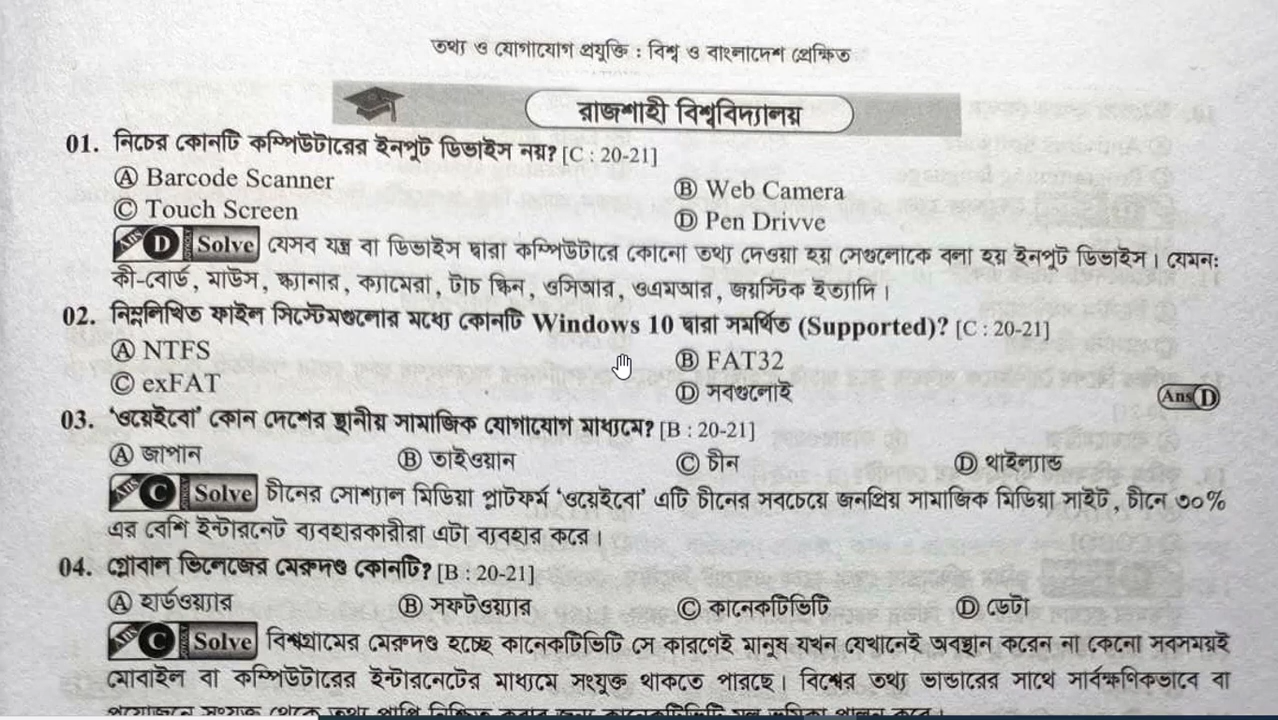 তথ্য ও যোগাযোগ প্রযুক্তি : বিশ্ব ও বাংলাদেশ প্রেক্ষিত
রাজশাহী বিশ্ববিদ্যালয়
01. নিচের কোনটি কম্পিউটারের ইনপুট ডিভাইস নয়? [C : 20-21]
Ⓐ Barcode Scanner Ⓑ Web Camera
Ⓒ Touch Screen Ⓓ Pen Drivve
Ans D Solve যেসব যন্ত্র বা ডিভাইস দ্বারা কম্পিউটারে কোনো তথ্য দেওয়া হয় সেগুলোকে বলা হয় ইনপুট ডিভাইস। যেমন:
কী-বোর্ড, মাউস, স্ক্যানার, ক্যামেরা, টাচ স্কিন, ওসিআর, ওএমআর, জয়স্টিক ইত্যাদি।
02. নিম্নলিখিত ফাইল সিস্টেমগুলোর মধ্যে কোনটি Windows 10 দ্বারা সমর্থিত (Supported)? [C : 20-21]
Ⓐ NTFS Ⓑ FAT32
Ⓒ exFAT Ⓓ সবগুলোই Ans D
03. ‘ওয়েইবো’ কোন দেশের স্থানীয় সামাজিক যোগাযোগ মাধ্যমে? [B : 20-21]
Ⓐ জাপান Ⓑ তাইওয়ান Ⓒ চীন Ⓓ থাইল্যান্ড
Ans C Solve চীনের সোশ্যাল মিডিয়া প্লাটফর্ম ‘ওয়েইবো’ এটি চীনের সবচেয়ে জনপ্রিয় সামাজিক মিডিয়া সাইট, চীনে ৩০%
এর বেশি ইন্টারনেট ব্যবহারকারীরা এটা ব্যবহার করে।
04. গ্লোবাল ভিলেজের মেরুদণ্ড কোনটি? [B : 20-21]
Ⓐ হার্ডওয়্যার Ⓑ সফটওয়্যার Ⓒ কানেকটিভিটি Ⓓ ডেটা
Ans C Solve বিশ্বগ্রামের মেরুদণ্ড হচ্ছে কানেকটিভিটি সে কারণেই মানুষ যখন যেখানেই অবস্থান করেন না কেনো সবসময়ই
মোবাইল বা কম্পিউটারের ইন্টারনেটের মাধ্যমে সংযুক্ত থাকতে পারছে। বিশ্বের তথ্য ভান্ডারের সাথে সার্বক্ষণিকভাবে বা